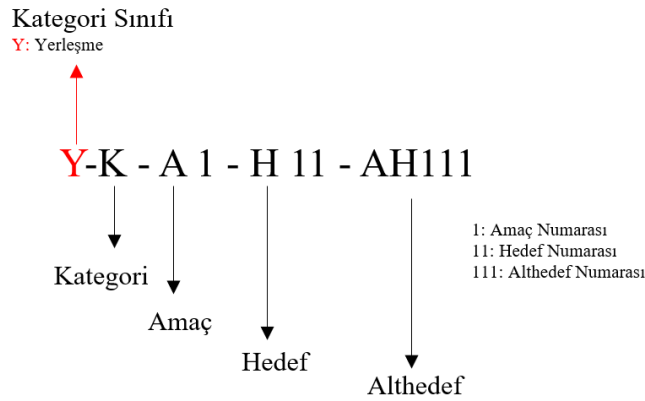 Kategori Sınıfı
Y: Yerleşme
Y-K - A 1 - H 11 - AH111
1: Amaç Numarası
11: Hedef Numarası
111: Althedef Numarası
Kategori
Amaç
Hedef
Althedef